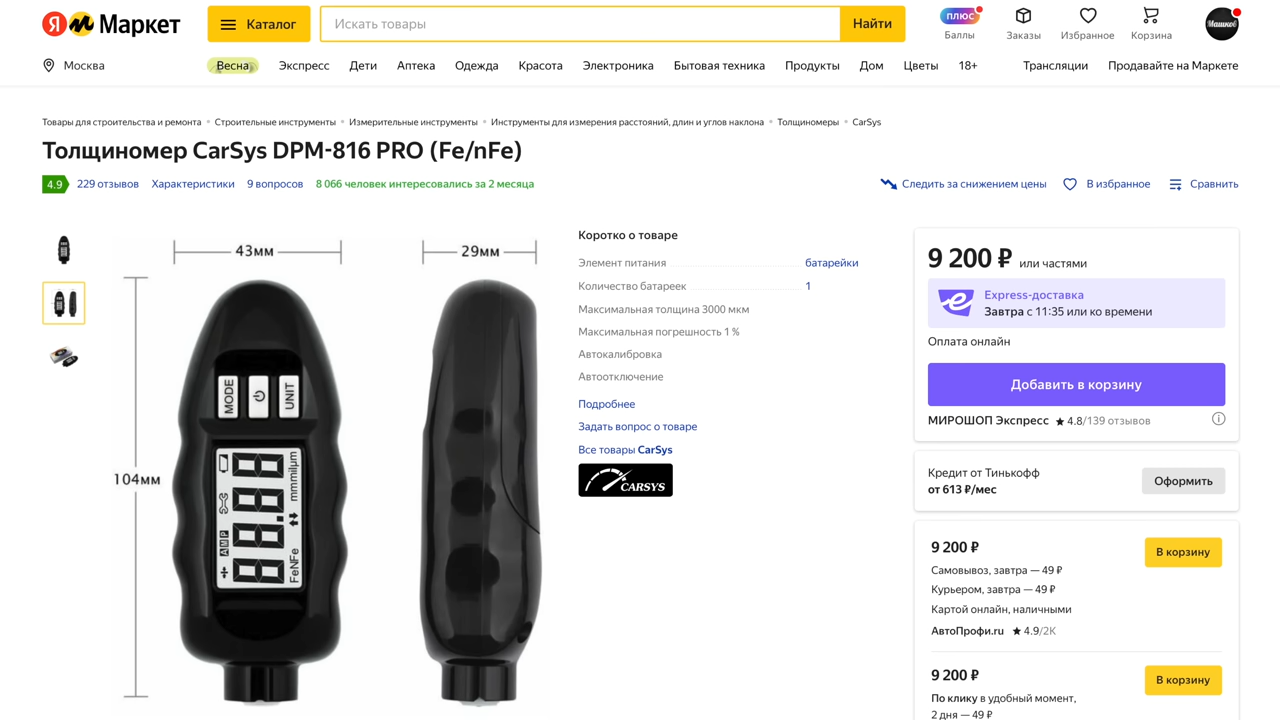 Я Маркет
Каталог
Искать товары
Найти
плюс
Баллы
Заказы
Избранное
Корзина
Машков
Москва
Весна Экспресс Дети Аптека Одежда Красота Электроника Бытовая техника Продукты Дом Цветы 18+ Трансляции Продавайте на Маркете
Товары для строительства и ремонта • Строительные инструменты • Измерительные инструменты • Инструменты для измерения расстояний, длин и углов наклона • Толщиномеры • CarSys
Толщиномер CarSys DPM-816 PRO (Fe/nFe)
4.9 229 отзывов Характеристики 9 вопросов 8 066 человек интересовались за 2 месяца
Следить за снижением цены В избранное Сравнить
43мм
29мм
104мм
MODE
UNIT
88.88
mmmilμm
AMP
FeNFe
Коротко о товаре
Элемент питания батарейки
Количество батареек 1
Максимальная толщина 3000 мкм
Максимальная погрешность 1 %
Автокалибровка
Автоотключение
Подробнее
Задать вопрос о товаре
Все товары CarSys
CARSYS
9 200 ₽ или частями
Express-доставка
Завтра с 11:35 или ко времени
Оплата онлайн
Добавить в корзину
МИРОШОП Экспресс ★ 4.8/139 отзывов
Кредит от Тинькофф
от 613 ₽/мес
Оформить
9 200 ₽
В корзину
Самовывоз, завтра — 49 ₽
Курьером, завтра — 49 ₽
Картой онлайн, наличными
АвтоПрофи.ru ★ 4.9/2K
9 200 ₽
В корзину
По клику в удобный момент,
2 дня — 49 ₽